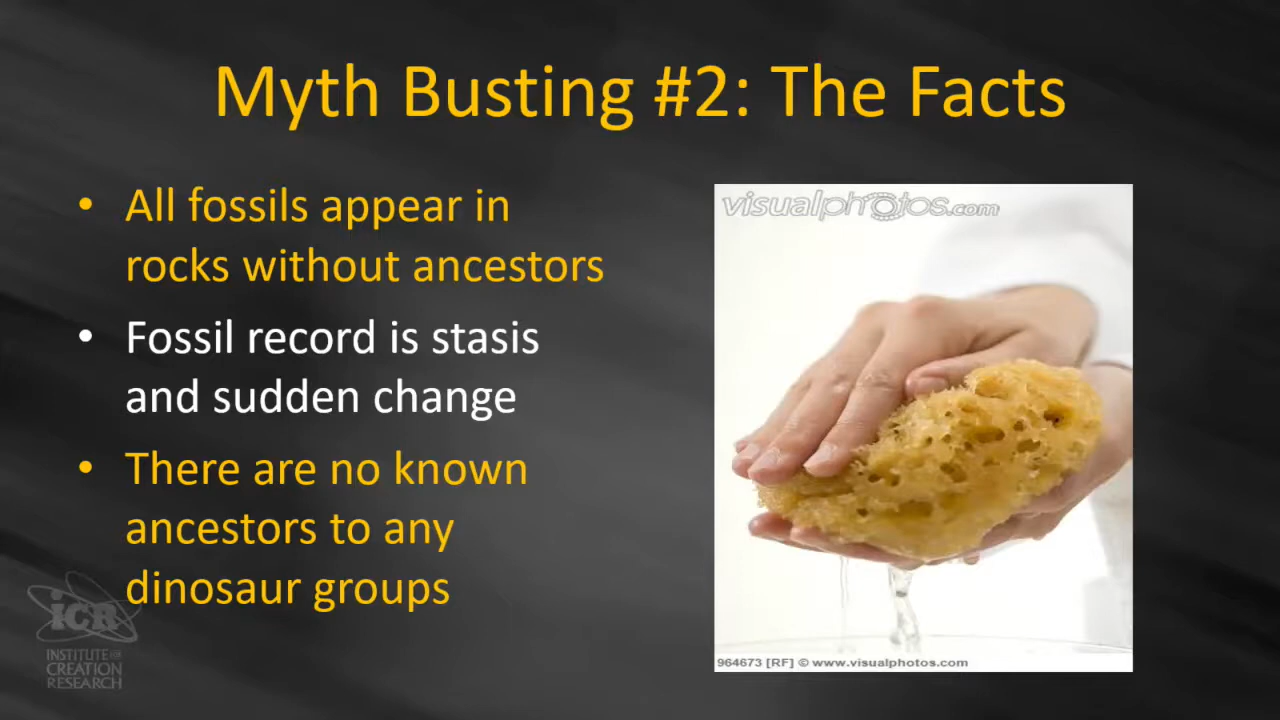 Myth Busting #2: The Facts
• All fossils appear in
rocks without ancestors
• Fossil record is stasis
and sudden change
• There are no known
ancestors to any
dinosaur groups
visualphotos.com
964673 [RF] © www.visualphotos.com
iCR
INSTITUTE FOR
CREATION
RESEARCH